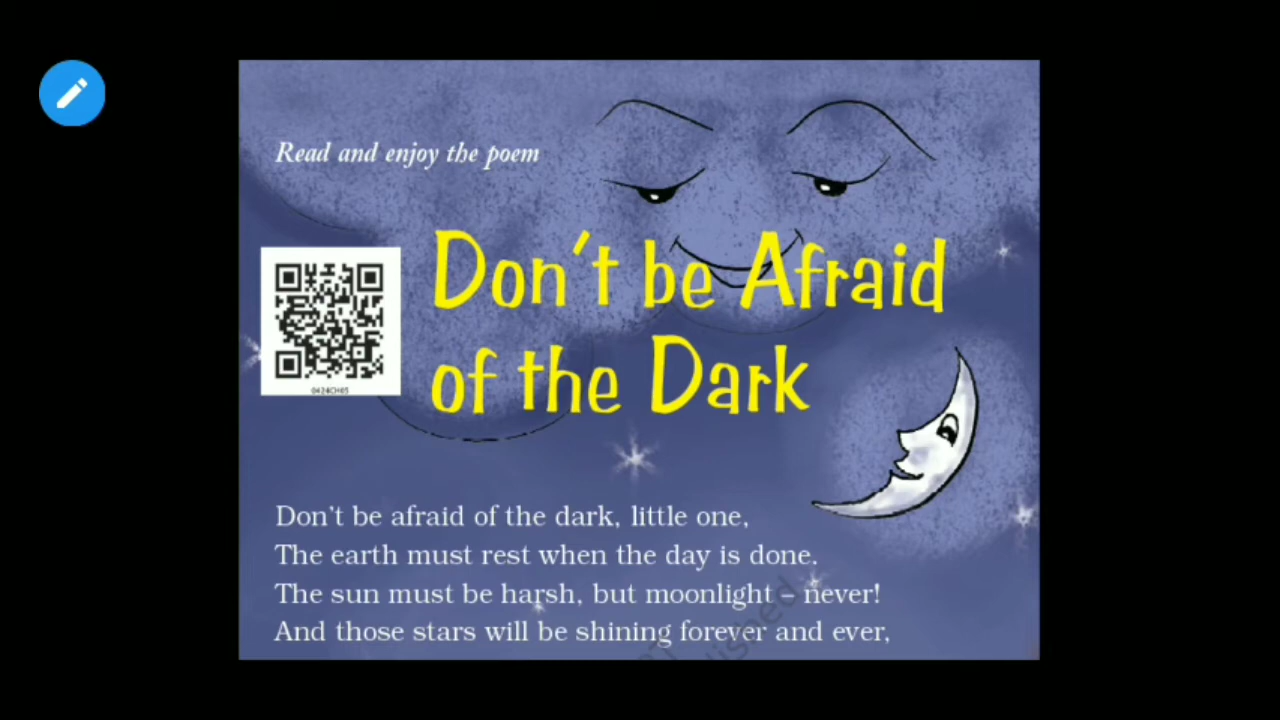 Read and enjoy the poem
Don't be Afraid
of the Dark
0424CH05
Don't be afraid of the dark, little one,
The earth must rest when the day is done.
The sun must be harsh, but moonlight – never!
And those stars will be shining forever and ever,